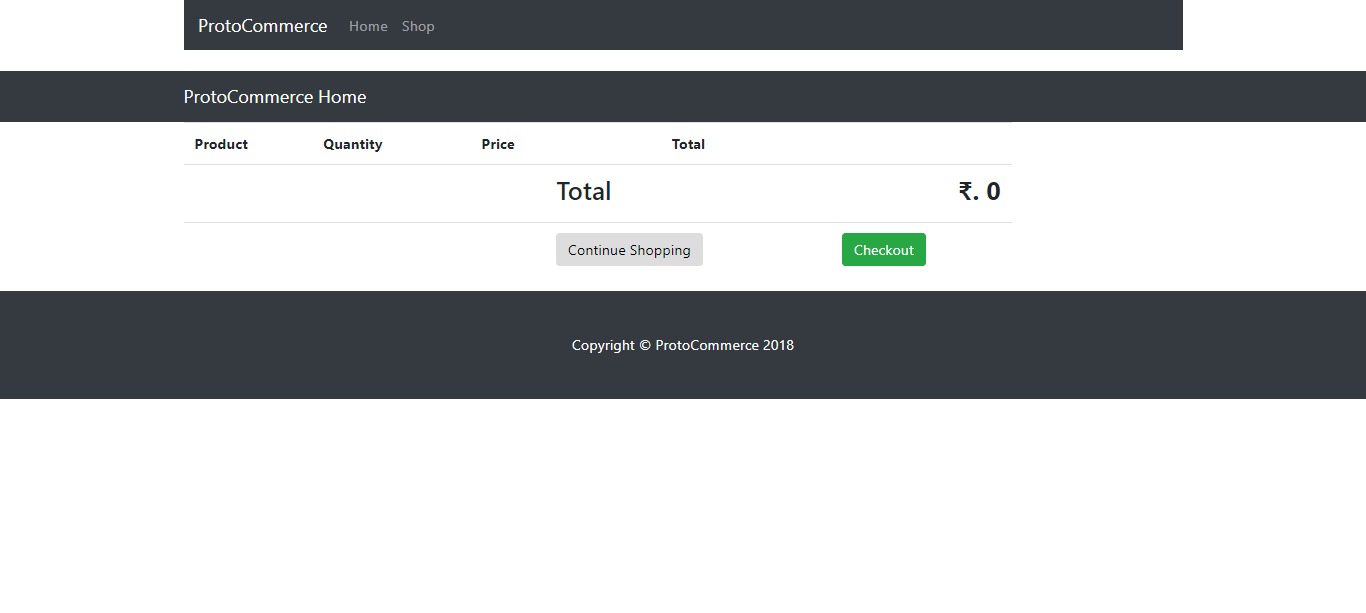 ProtoCommerce Home Shop
ProtoCommerce Home
Product Quantity Price Total
Total ₹. 0
Continue Shopping Checkout
Copyright © ProtoCommerce 2018